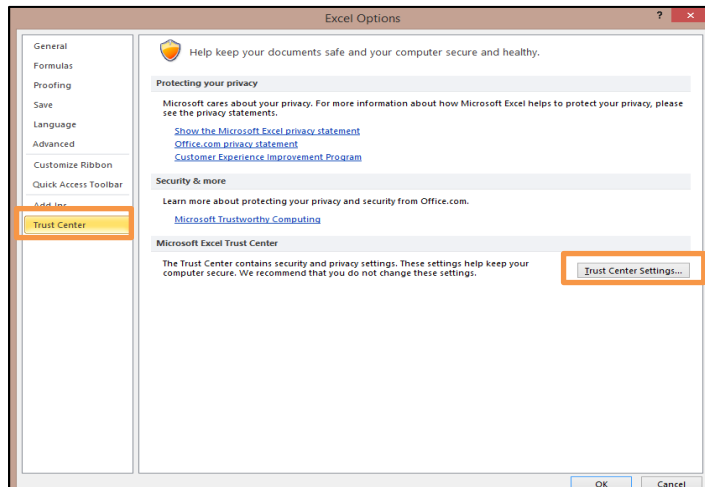 Excel Options
?
×
General
Formulas
Proofing
Save
Language
Advanced
Customize Ribbon
Quick Access Toolbar
Add-Ins
Trust Center
Help keep your documents safe and your computer secure and healthy.
Protecting your privacy
Microsoft cares about your privacy. For more information about how Microsoft Excel helps to protect your privacy, please
see the privacy statements.
Show the Microsoft Excel privacy statement
Office.com privacy statement
Customer Experience Improvement Program
Security & more
Learn more about protecting your privacy and security from Office.com.
Microsoft Trustworthy Computing
Microsoft Excel Trust Center
The Trust Center contains security and privacy settings. These settings help keep your
computer secure. We recommend that you do not change these settings.
Trust Center Settings...
OK
Cancel